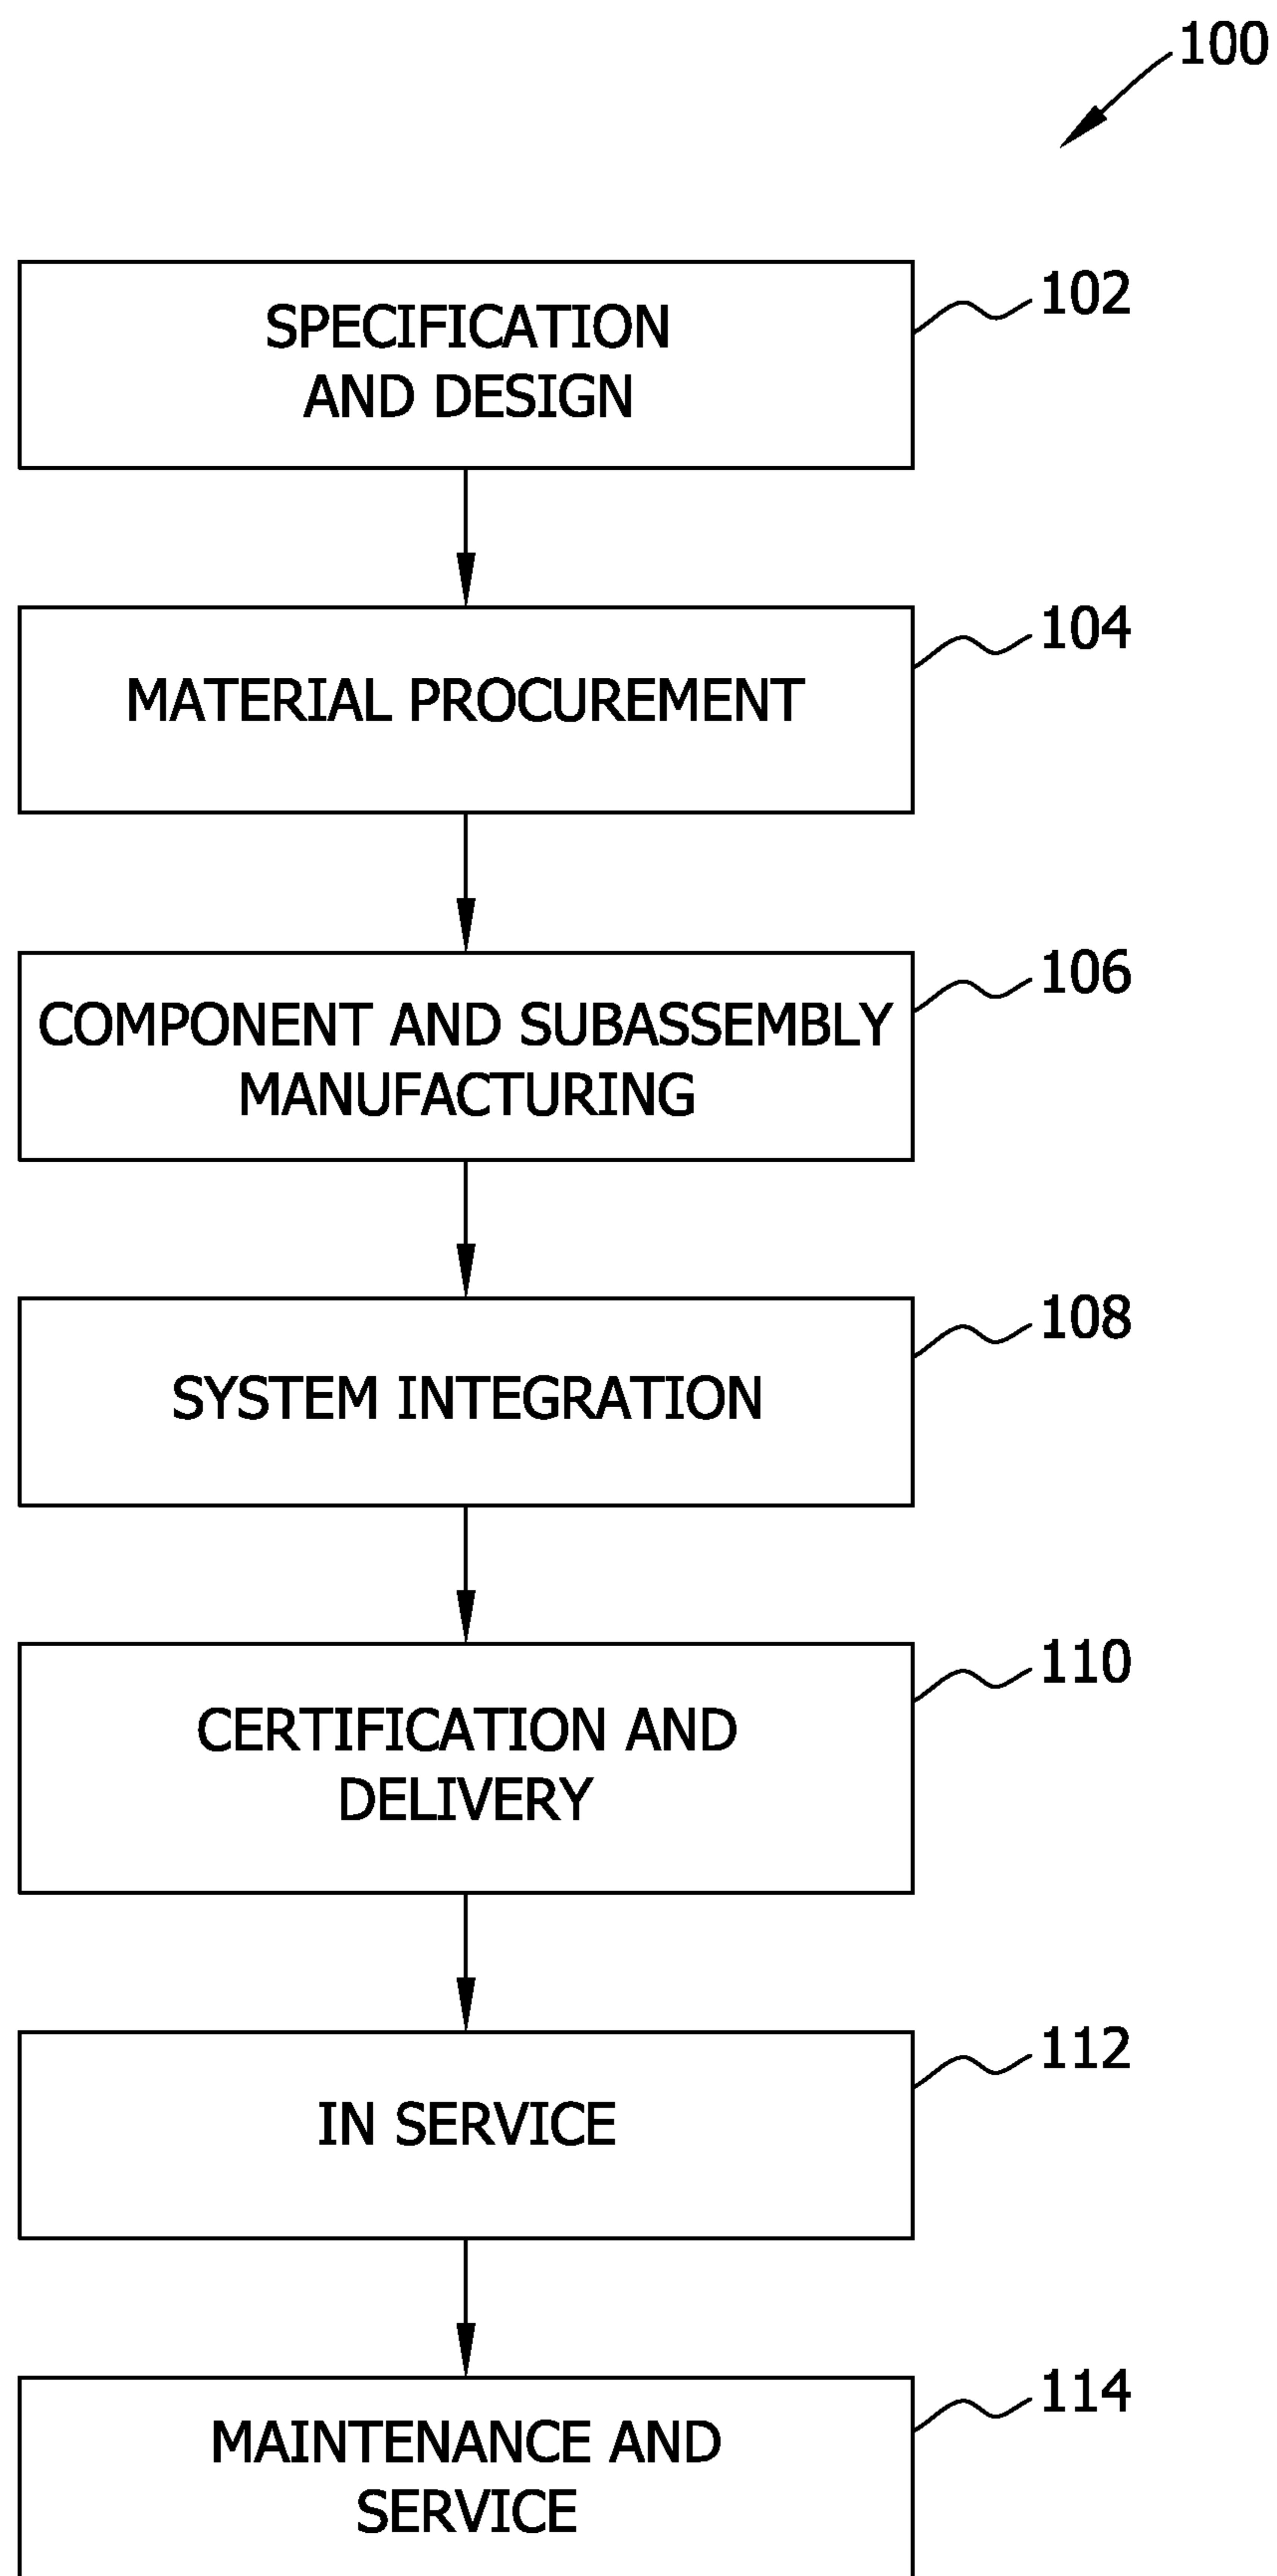 100
SPECIFICATION
AND DESIGN
102
MATERIAL PROCUREMENT
104
COMPONENT AND SUBASSEMBLY
MANUFACTURING
106
SYSTEM INTEGRATION
108
CERTIFICATION AND
DELIVERY
110
IN SERVICE
112
MAINTENANCE AND
SERVICE
114